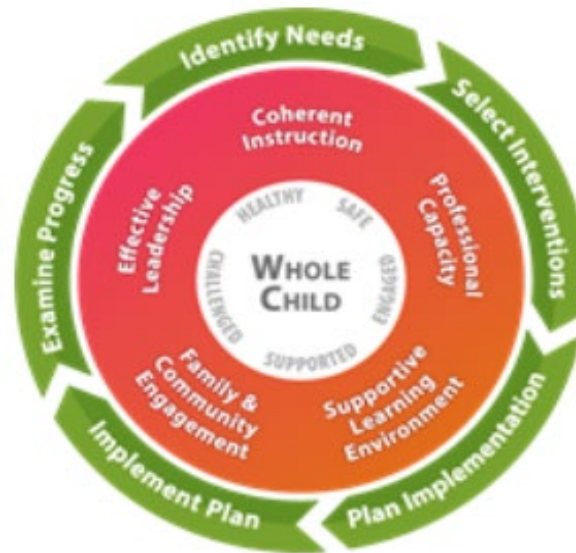 Identify Needs
Select Interventions
Plan Implementation
Implement Plan
Examine Progress
Coherent
Instruction
Professional
Capacity
Supportive
Learning
Environment
Family &
Community
Engagement
Effective
Leadership
HEALTHY
SAFE
ENGAGED
SUPPORTED
CHALLENGED
WHOLE
CHILD